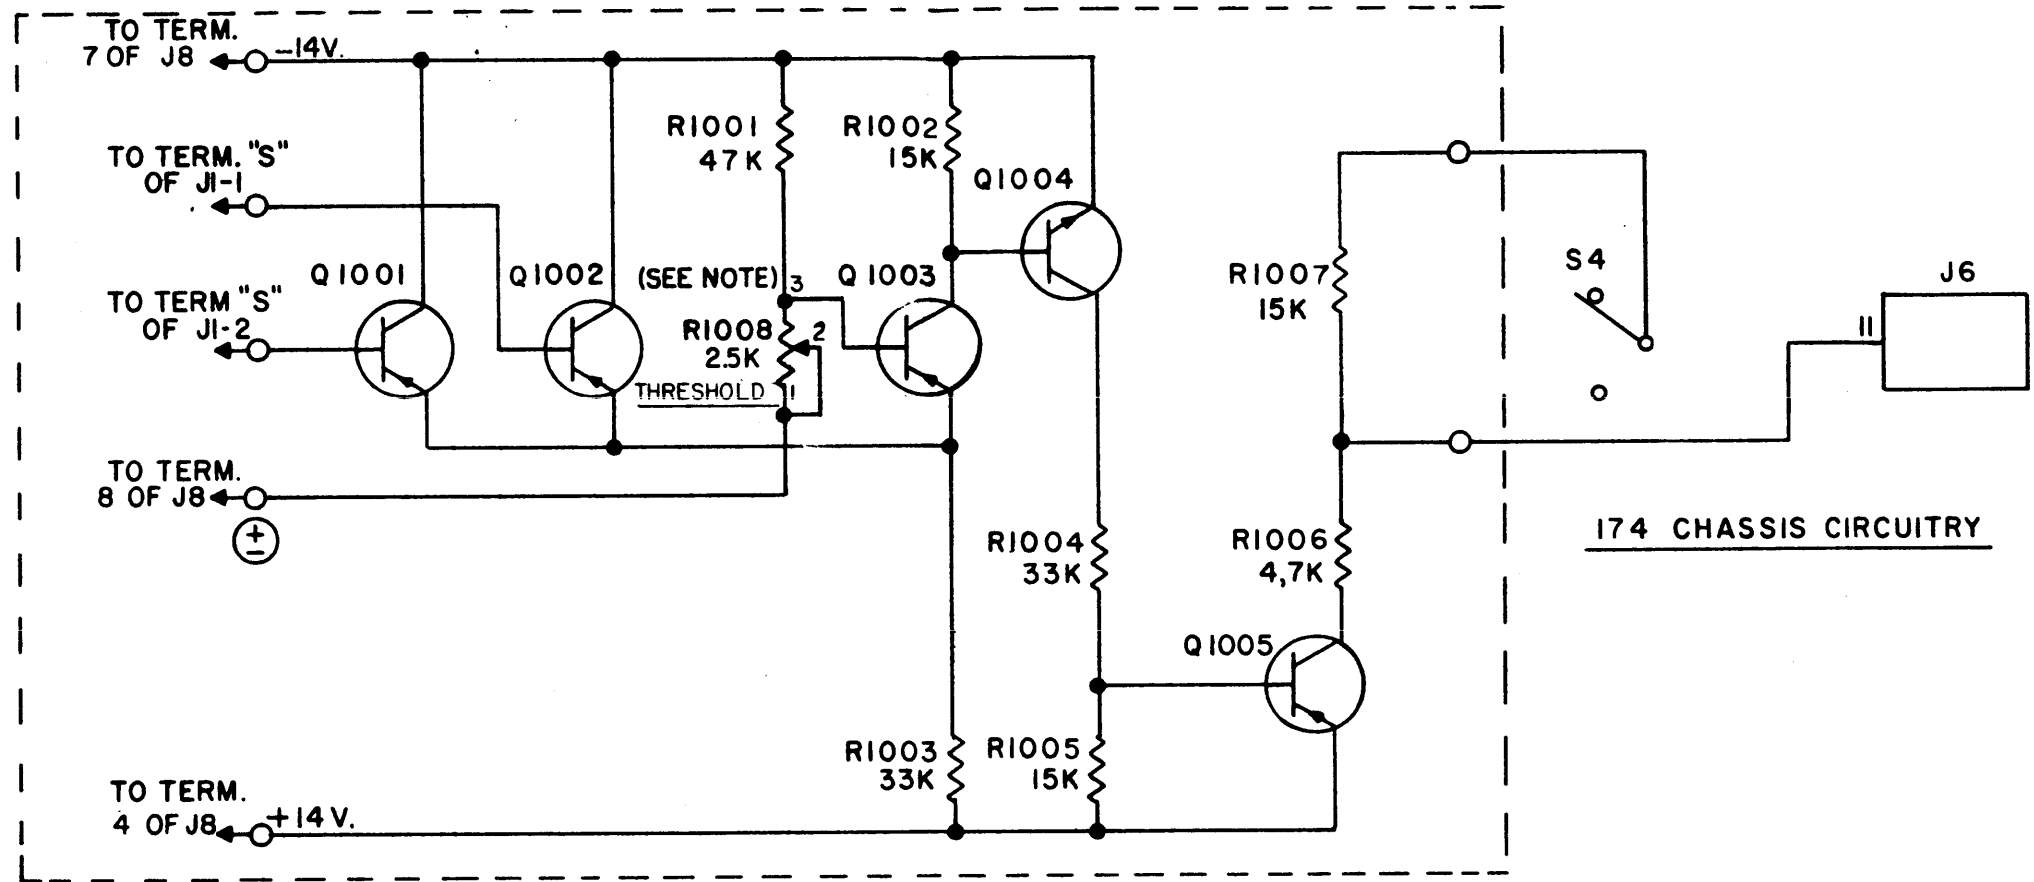 TO TERM.
7 OF J8
-14V.
TO TERM. "S"
OF J1-1
TO TERM "S"
OF J1-2
TO TERM.
8 OF J8
+
-
TO TERM.
4 OF J8
+14V.
Q1001
Q1002
R1001
47K
(SEE NOTE)
3
R1008
2.5K
2
THRESHOLD
1
R1002
15K
Q1003
Q1004
R1003
33K
R1004
33K
R1005
15K
Q1005
R1006
4,7K
R1007
15K
S4
J6
11
174 CHASSIS CIRCUITRY